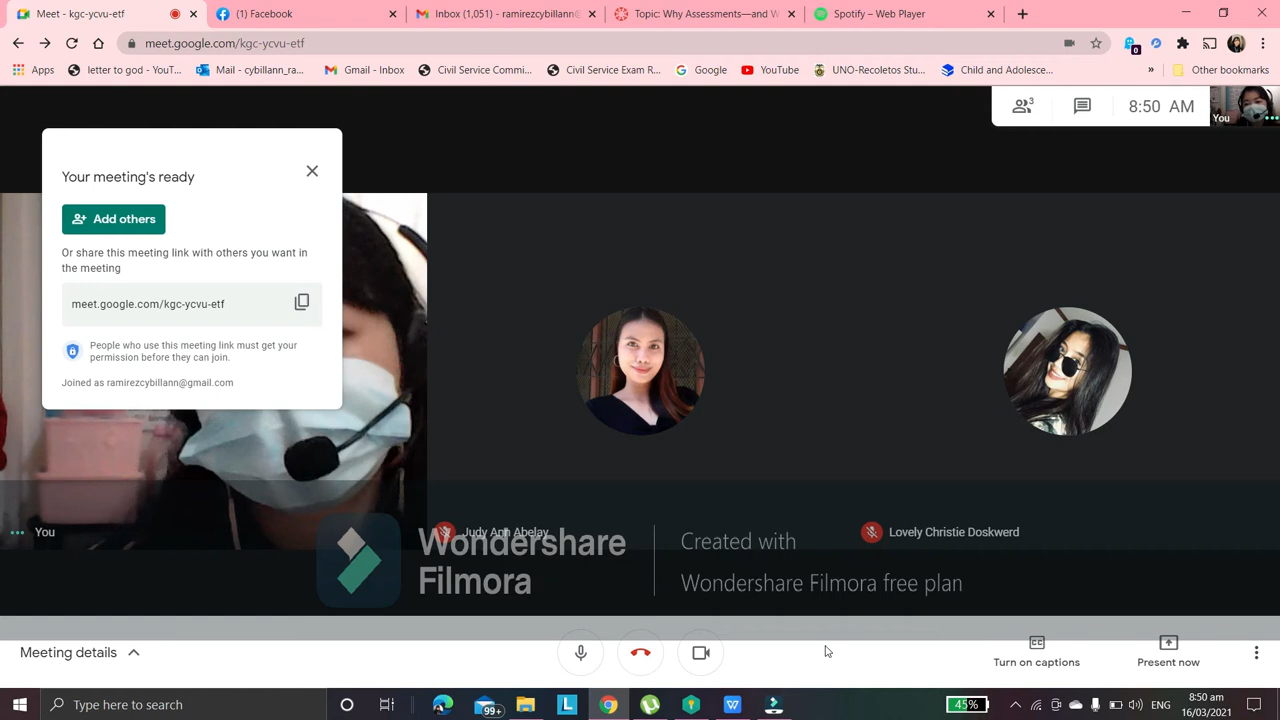 Meet - kgc-ycvu-etf
(1) Facebook
Inbox (1,051) - ramirezcybillann@
Topic: Why Assessments—and W
Spotify – Web Player
meet.google.com/kgc-ycvu-etf
0
Apps
letter to god - YouT...
Mail - cybillann_ra...
Gmail - Inbox
Civil Service Commi...
Civil Service Exam R...
Google
YouTube
UNO-Recoletos Stu...
Child and Adolesce...
»
Other bookmarks
3
8:50 AM
You
Your meeting's ready
Add others
Or share this meeting link with others you want in
the meeting
meet.google.com/kgc-ycvu-etf
People who use this meeting link must get your
permission before they can join.
Joined as ramirezcybillann@gmail.com
You
Judy Ann Abelay
Lovely Christie Doskwerd
Wondershare
Filmora
Created with
Wondershare Filmora free plan
Meeting details
CC
Turn on captions
Present now
Type here to search
99+
L
W
45%
ENG
8:50 am
16/03/2021